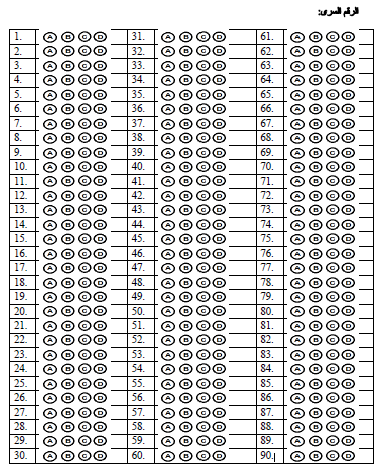 الرقم السرى:
1. A B C D 31. A B C D 61. A B C D
2. A B C D 32. A B C D 62. A B C D
3. A B C D 33. A B C D 63. A B C D
4. A B C D 34. A B C D 64. A B C D
5. A B C D 35. A B C D 65. A B C D
6. A B C D 36. A B C D 66. A B C D
7. A B C D 37. A B C D 67. A B C D
8. A B C D 38. A B C D 68. A B C D
9. A B C D 39. A B C D 69. A B C D
10. A B C D 40. A B C D 70. A B C D
11. A B C D 41. A B C D 71. A B C D
12. A B C D 42. A B C D 72. A B C D
13. A B C D 43. A B C D 73. A B C D
14. A B C D 44. A B C D 74. A B C D
15. A B C D 45. A B C D 75. A B C D
16. A B C D 46. A B C D 76. A B C D
17. A B C D 47. A B C D 77. A B C D
18. A B C D 48. A B C D 78. A B C D
19. A B C D 49. A B C D 79. A B C D
20. A B C D 50. A B C D 80. A B C D
21. A B C D 51. A B C D 81. A B C D
22. A B C D 52. A B C D 82. A B C D
23. A B C D 53. A B C D 83. A B C D
24. A B C D 54. A B C D 84. A B C D
25. A B C D 55. A B C D 85. A B C D
26. A B C D 56. A B C D 86. A B C D
27. A B C D 57. A B C D 87. A B C D
28. A B C D 58. A B C D 88. A B C D
29. A B C D 59. A B C D 89. A B C D
30. A B C D 60. A B C D 90. A B C D